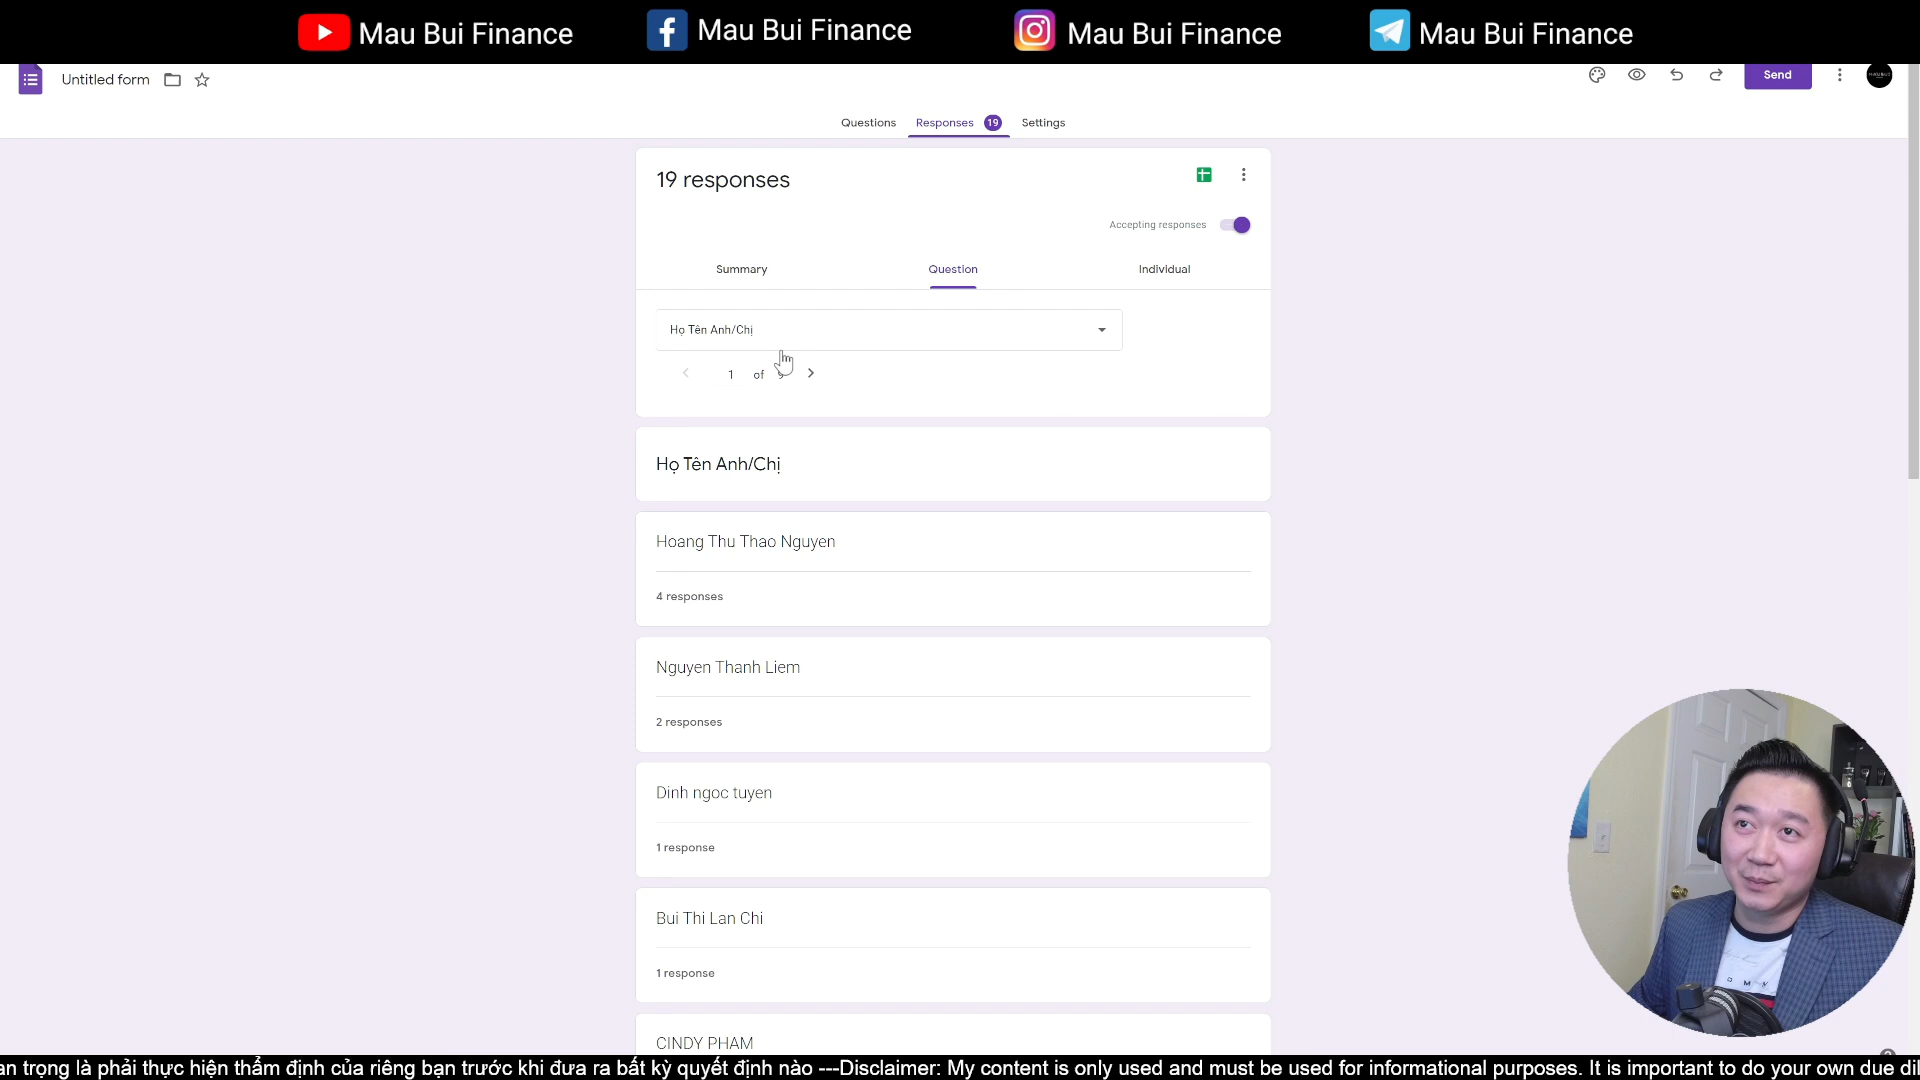 Mau Bui Finance
Mau Bui Finance
Mau Bui Finance
Mau Bui Finance
Untitled form
Send
Questions
Responses 19
Settings
19 responses
Accepting responses
Summary
Question
Individual
Họ Tên Anh/Chị
1 of
Họ Tên Anh/Chị
Hoang Thu Thao Nguyen
4 responses
Nguyen Thanh Liem
2 responses
Dinh ngoc tuyen
1 response
Bui Thi Lan Chi
1 response
CINDY PHAM
trọng là phải thực hiện thẩm định của riêng bạn trước khi đưa ra bất kỳ quyết định nào ---Disclaimer: My content is only used and must be used for informational purposes. It is important to do your own due